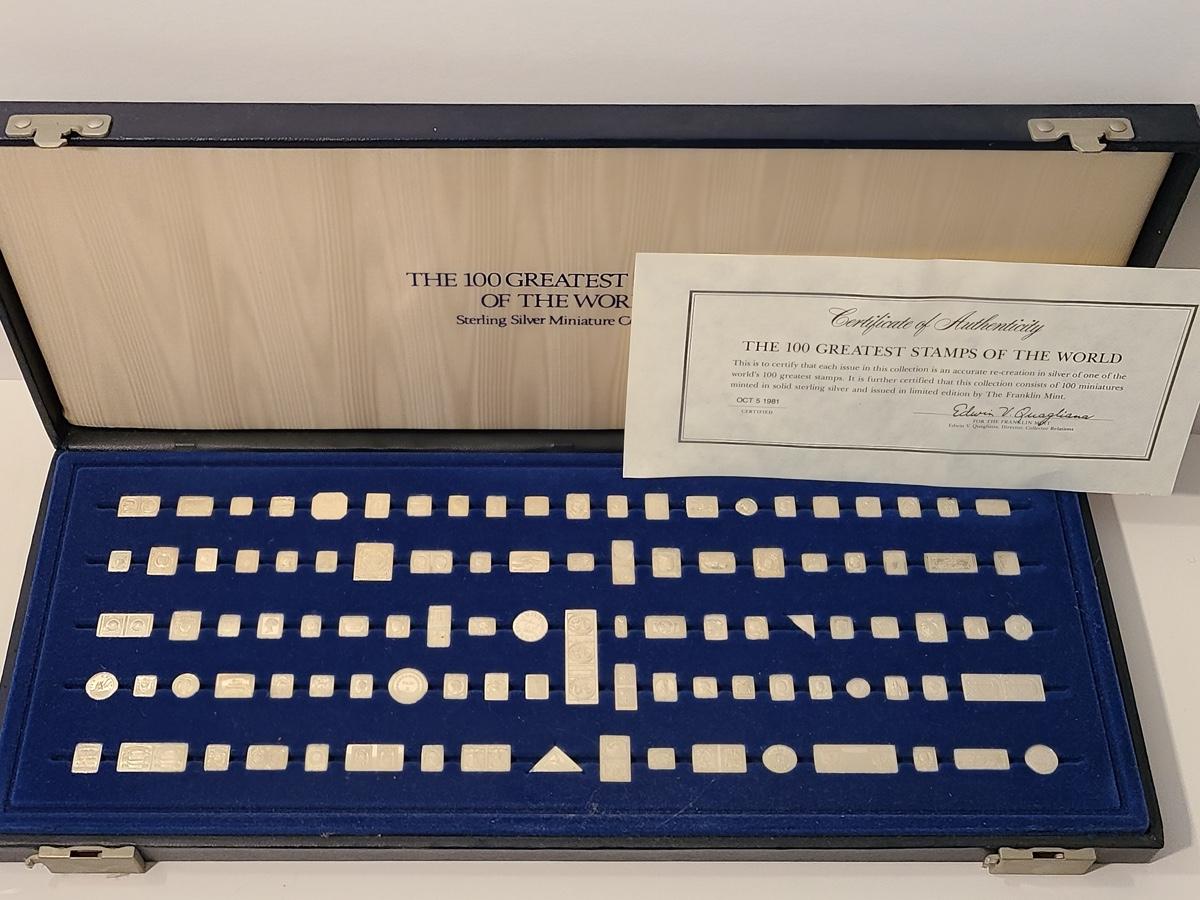 THE 100 GREATEST
OF THE WOR
Sterling Silver Miniature C
Certificate of Authenticity
THE 100 GREATEST STAMPS OF THE WORLD
This is to certify that each issue in this collection is an accurate re-creation in silver of one of the
world's 100 greatest stamps. It is further certified that this collection consists of 100 miniatures
minted in solid sterling silver and issued in limited edition by The Franklin Mint.
OCT 5 1981
CERTIFIED
Edwin V. Quagliana
FOR THE FRANKLIN MINT
Edwin V. Quagliana, Director, Collector Relations